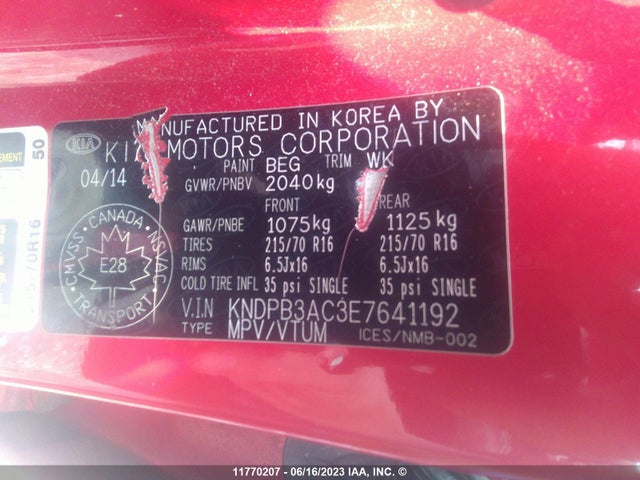 MANUFACTURED IN KOREA BY
KIA KIA MOTORS CORPORATION
PAINT BEG TRIM WK
04/14 GVWR/PNBV 2040kg
FRONT REAR
GAWR/PNBE 1075kg 1125kg
TIRES 215/70 R16 215/70 R16
RIMS 6.5Jx16 6.5Jx16
COLD TIRE INFL 35 psi SINGLE 35 psi SINGLE
V.I.N KNDPB3AC3E7641192
TYPE MPV/VTUM ICES/NMB-002
CANADA
CMVSS NSVAC
E28
TRANSPORT
50
11770207 - 06/16/2023 IAA, INC. ©